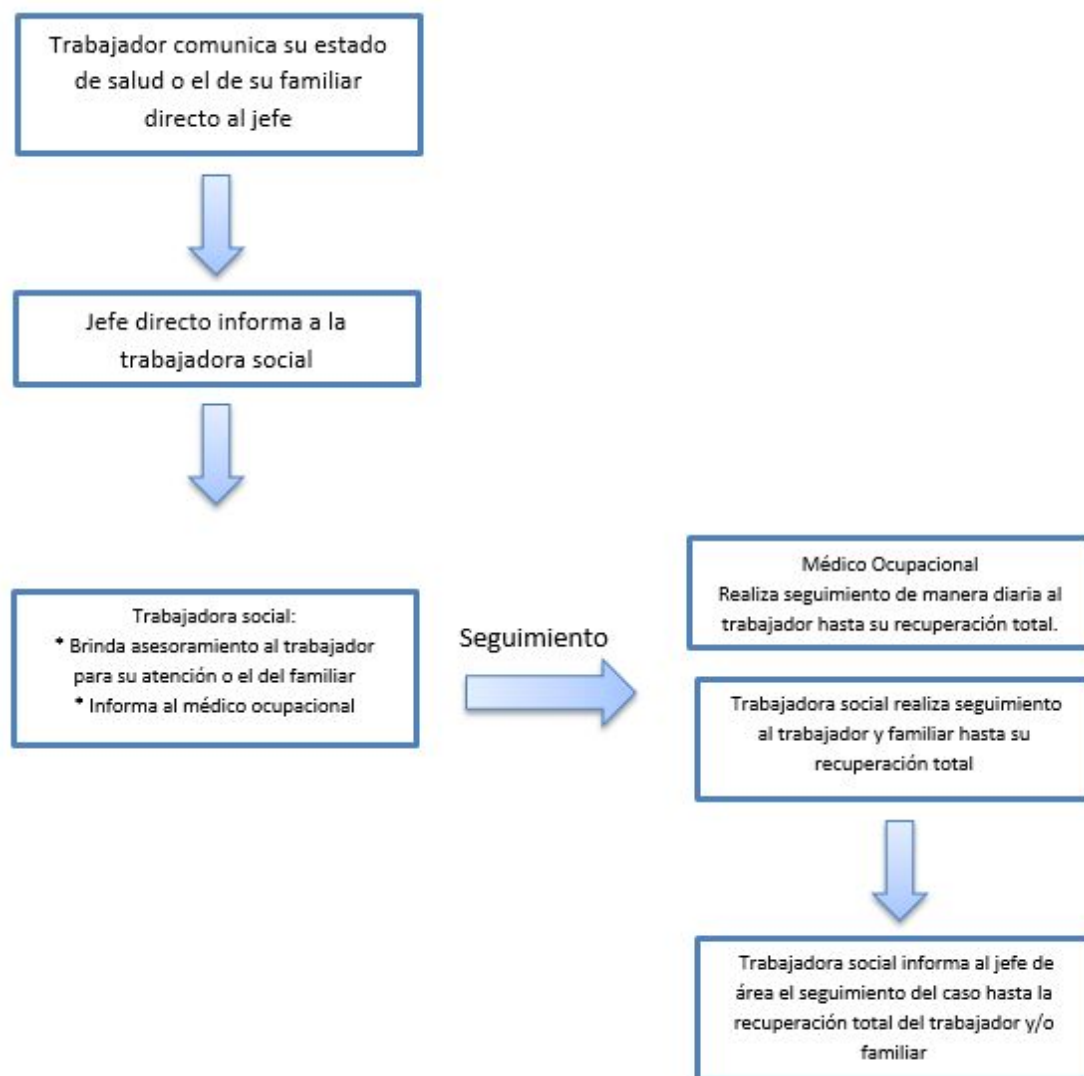 Trabajador comunica su estado
de salud o el de su familiar
directo al jefe
Jefe directo informa a la
trabajadora social
Trabajadora social:
* Brinda asesoramiento al trabajador
para su atención o el del familiar
* Informa al médico ocupacional
Seguimiento
Médico Ocupacional
Realiza seguimiento de manera diaria al
trabajador hasta su recuperación total.
Trabajadora social realiza seguimiento
al trabajador y familiar hasta su
recuperación total
Trabajadora social informa al jefe de
área el seguimiento del caso hasta la
recuperación total del trabajador y/o
familiar